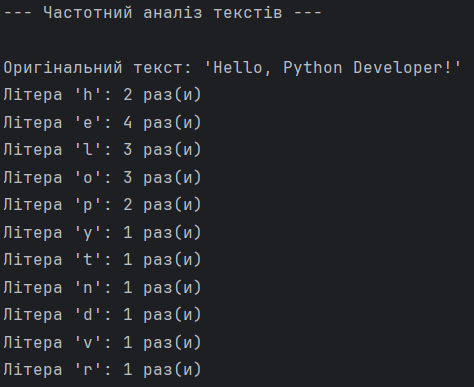 --- Частотний аналіз текстів ---
Оригінальний текст: 'Hello, Python Developer!'
Літера 'h': 2 раз(и)
Літера 'e': 4 раз(и)
Літера 'l': 3 раз(и)
Літера 'o': 3 раз(и)
Літера 'p': 2 раз(и)
Літера 'y': 1 раз(и)
Літера 't': 1 раз(и)
Літера 'n': 1 раз(и)
Літера 'd': 1 раз(и)
Літера 'v': 1 раз(и)
Літера 'r': 1 раз(и)